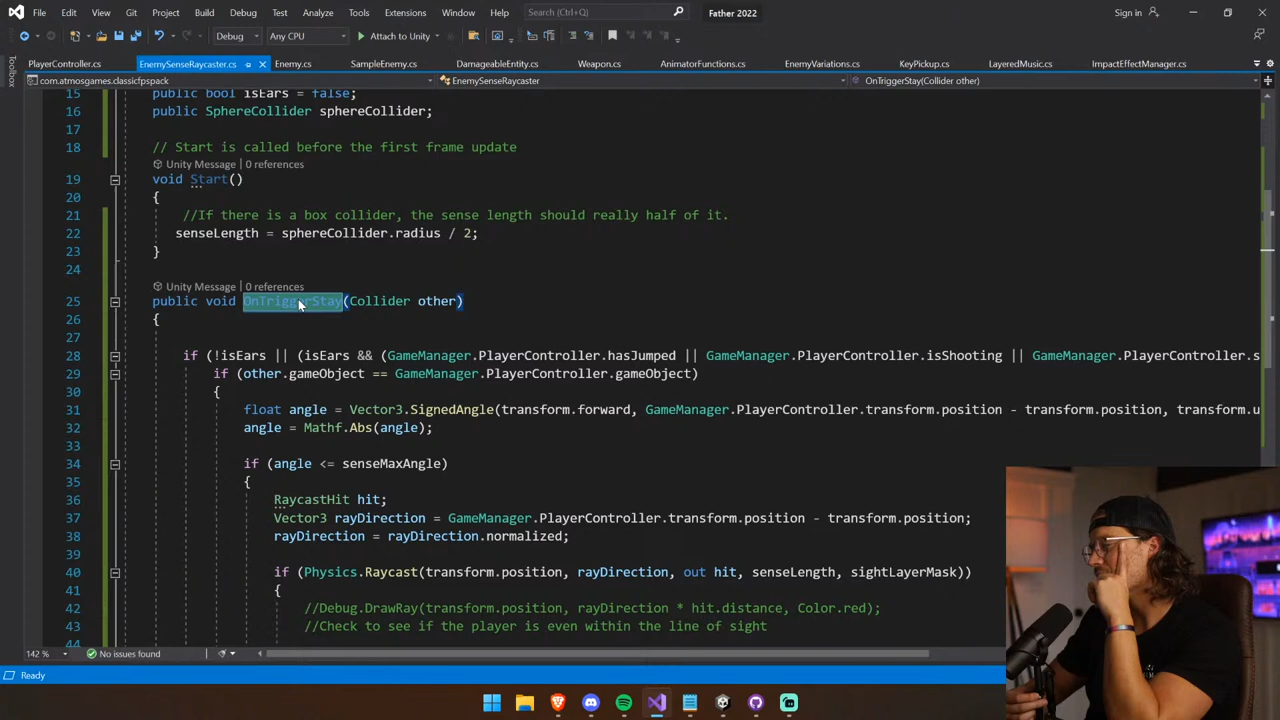 File Edit View Git Project Build Debug Test Analyze Tools Extensions Window Help Search (Ctrl+Q) Father 2022 Sign in
Debug Any CPU Attach to Unity
PlayerController.cs EnemySenseRaycaster.cs Enemy.cs SampleEnemy.cs DamageableEntity.cs Weapon.cs AnimatorFunctions.cs EnemyVariations.cs KeyPickup.cs LayeredMusic.cs ImpactEffectManager.cs
Toolbox
com.atmosgames.classicfpspack EnemySenseRaycaster OnTriggerStay(Collider other)
15 public bool isEars = false;
16 public SphereCollider sphereCollider;
17
18 // Start is called before the first frame update
Unity Message | 0 references
19 void Start()
20 {
21 //If there is a box collider, the sense length should really half of it.
22 senseLength = sphereCollider.radius / 2;
23 }
24
Unity Message | 0 references
25 public void OnTriggerStay(Collider other)
26 {
27
28 if (!isEars || (isEars && (GameManager.PlayerController.hasJumped || GameManager.PlayerController.isShooting || GameManager.PlayerController.s
29 if (other.gameObject == GameManager.PlayerController.gameObject)
30 {
31 float angle = Vector3.SignedAngle(transform.forward, GameManager.PlayerController.transform.position - transform.position, transform.u
32 angle = Mathf.Abs(angle);
33
34 if (angle <= senseMaxAngle)
35 {
36 RaycastHit hit;
37 Vector3 rayDirection = GameManager.PlayerController.transform.position - transform.position;
38 rayDirection = rayDirection.normalized;
39
40 if (Physics.Raycast(transform.position, rayDirection, out hit, senseLength, sightLayerMask))
41 {
42 //Debug.DrawRay(transform.position, rayDirection * hit.distance, Color.red);
43 //Check to see if the player is even within the line of sight
44
142 % No issues found
Ready